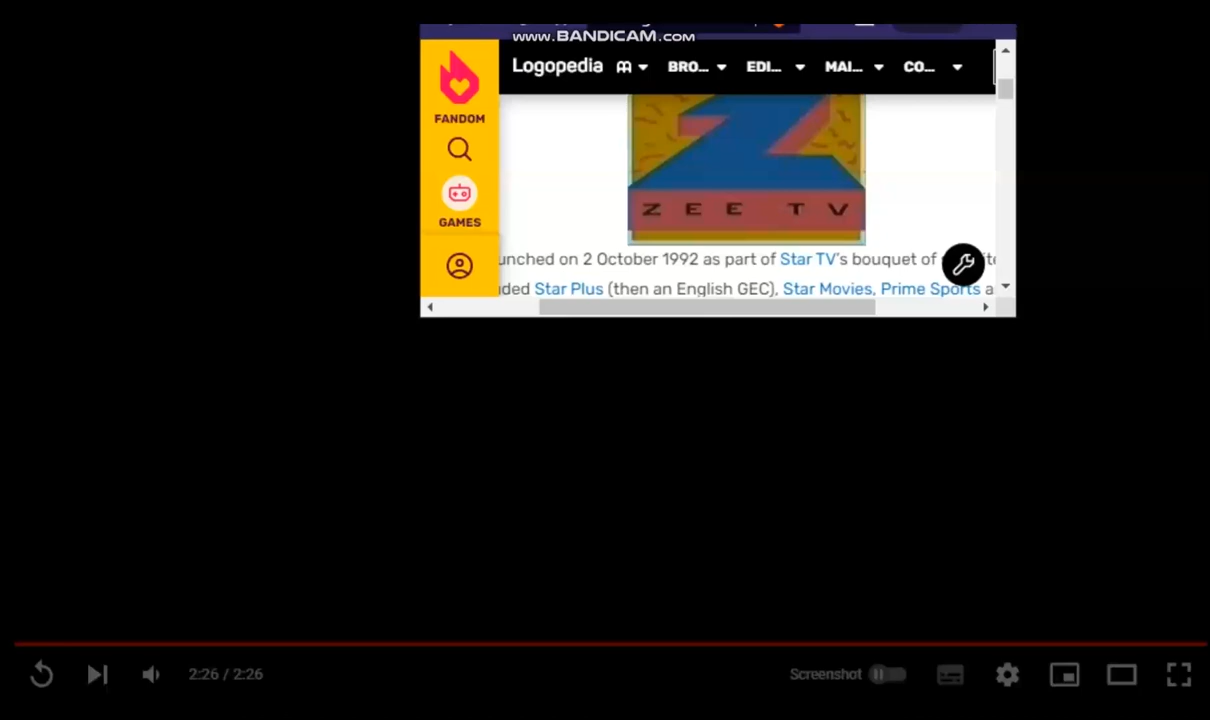 www.BANDICAM.com
Logopedia BRO... EDI... MAI... CO...
FANDOM
ZEE TV
GAMES
unched on 2 October 1992 as part of Star TV's bouquet of
uded Star Plus (then an English GEC), Star Movies, Prime Sports a
2:26 / 2:26
Screenshot